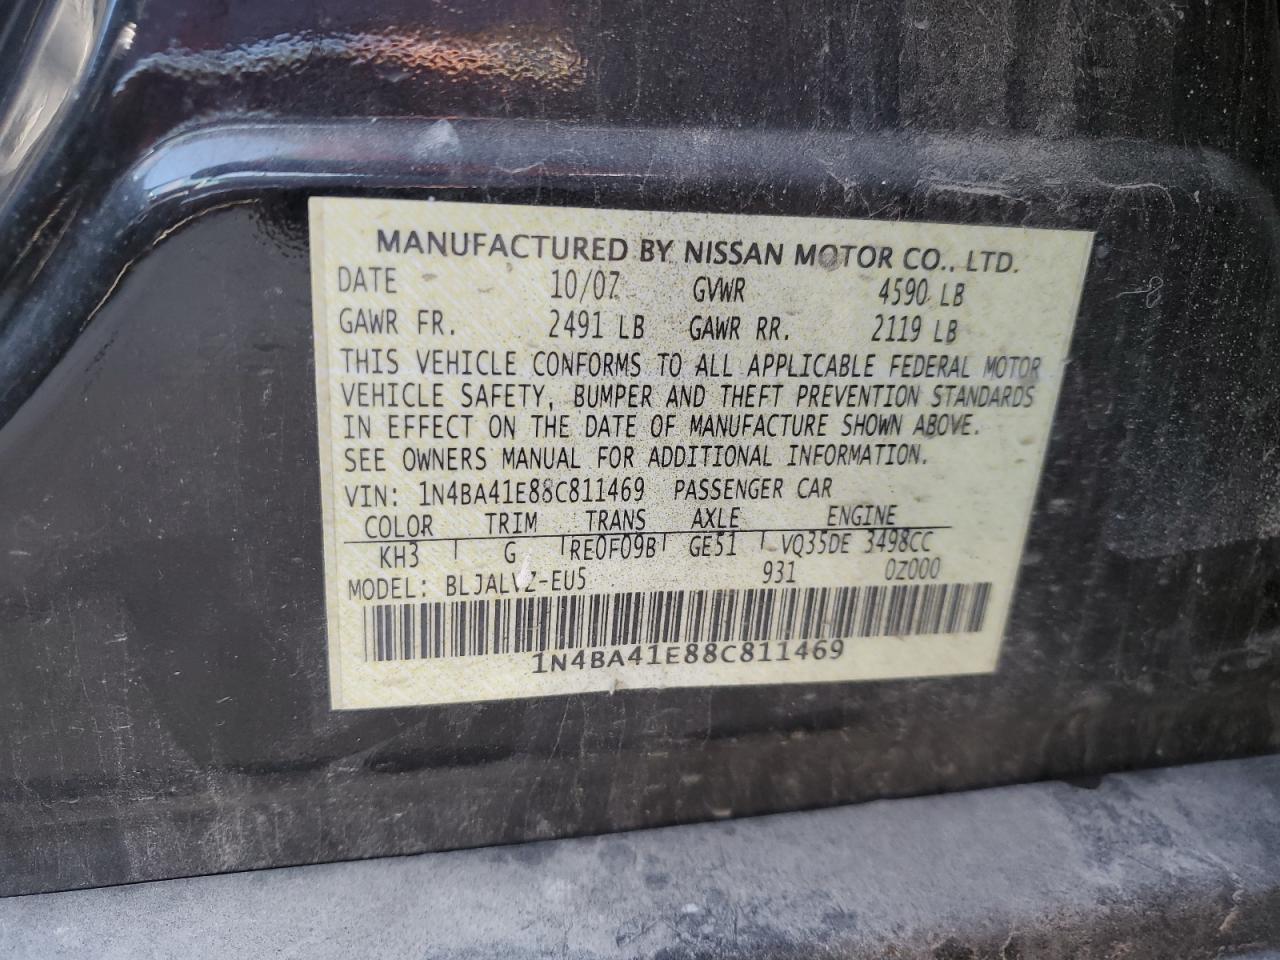 MANUFACTURED BY NISSAN MOTOR CO., LTD.
DATE 10/07 GVWR 4590 LB
GAWR FR. 2491 LB GAWR RR. 2119 LB
THIS VEHICLE CONFORMS TO ALL APPLICABLE FEDERAL MOTOR
VEHICLE SAFETY, BUMPER AND THEFT PREVENTION STANDARDS
IN EFFECT ON THE DATE OF MANUFACTURE SHOWN ABOVE.
SEE OWNERS MANUAL FOR ADDITIONAL INFORMATION.
VIN: 1N4BA41E88C811469 PASSENGER CAR
COLOR TRIM TRANS AXLE ENGINE
KH3 G RE0F09B GE51 VQ35DE 3498CC
MODEL: BLJALVZ-EU5 931 0Z000
1N4BA41E88C811469